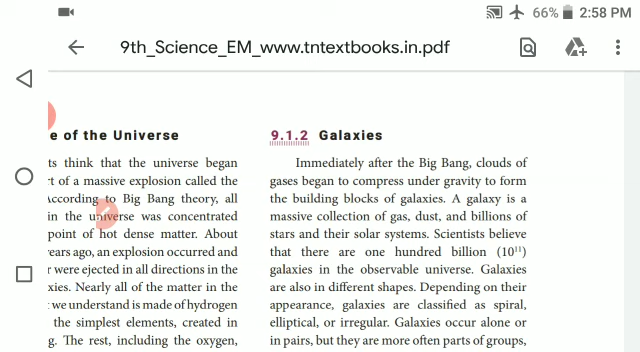 66% 2:58 PM
9th_Science_EM_www.tntextbooks.in.pdf
e of the Universe
ts think that the universe began
t of a massive explosion called the
ccording to Big Bang theory, all
in the universe was concentrated
point of hot dense matter. About
ears ago, an explosion occurred and
r were ejected in all directions in the
xies. Nearly all of the matter in the
we understand is made of hydrogen
the simplest elements, created in
g. The rest, including the oxygen,
9.1.2 Galaxies
Immediately after the Big Bang, clouds of
gases began to compress under gravity to form
the building blocks of galaxies. A galaxy is a
massive collection of gas, dust, and billions of
stars and their solar systems. Scientists believe
that there are one hundred billion (10¹¹)
galaxies in the observable universe. Galaxies
are also in different shapes. Depending on their
appearance, galaxies are classified as spiral,
elliptical, or irregular. Galaxies occur alone or
in pairs, but they are more often parts of groups,